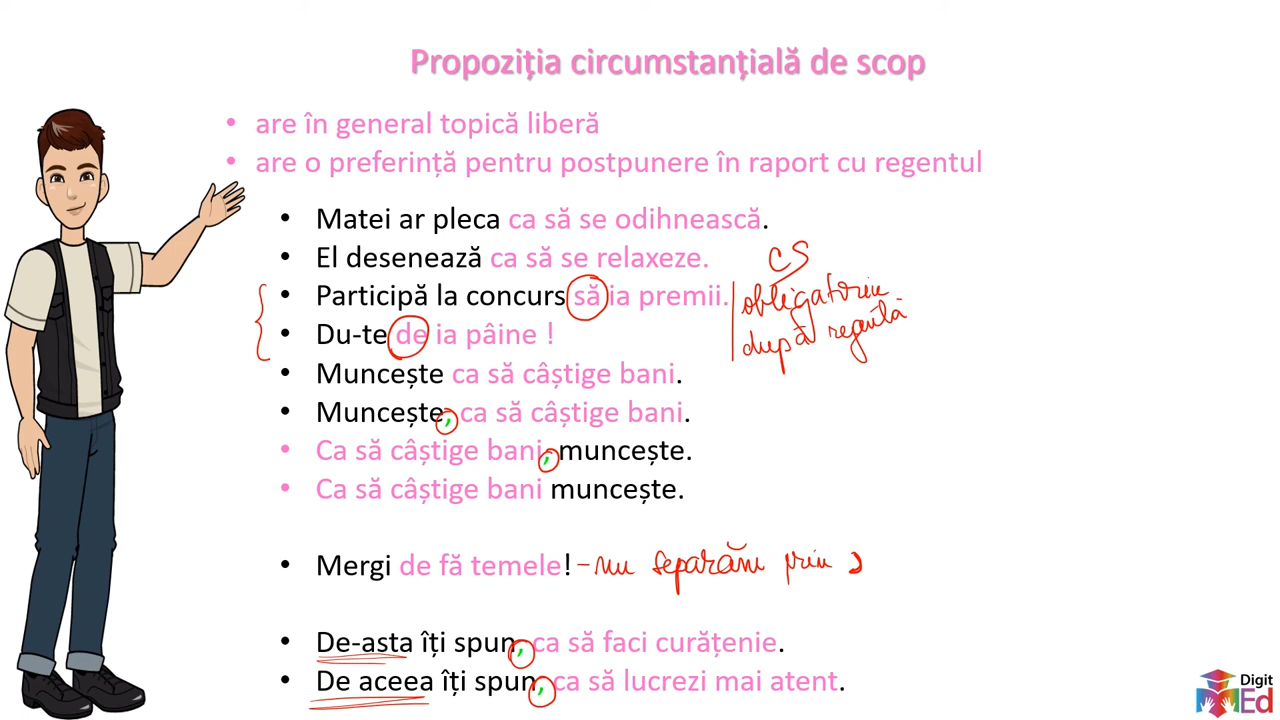 Propoziția circumstanțială de scop
• are în general topică liberă
• are o preferință pentru postpunere în raport cu regentul
• Matei ar pleca ca să se odihnească.
• El desenează ca să se relaxeze.
CS
• Participă la concurs să ia premii.
obligatoriu
• Du-te de ia pâine !
după regentă
• Muncește ca să câștige bani.
• Muncește, ca să câștige bani.
• Ca să câștige bani, muncește.
• Ca să câștige bani muncește.
• Mergi de fă temele! - nu separăm prin ,
• De-asta îți spun, ca să faci curățenie.
• De aceea îți spun, ca să lucrezi mai atent.
Digit
Ed